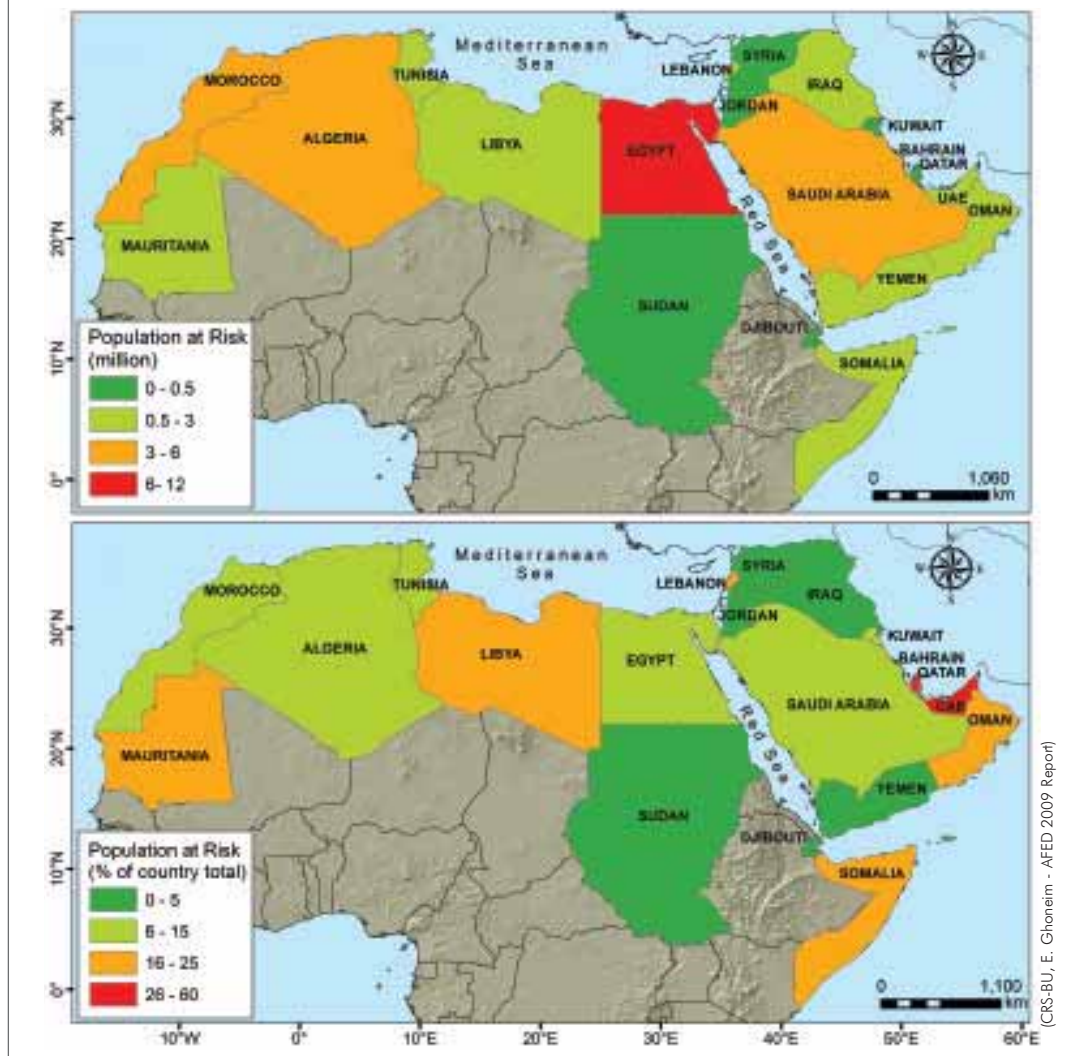 Mediterranean
Sea
SYRIA
LEBANON
MOROCCO
TUNISIA
IRAQ
JORDAN
ALGERIA
LIBYA
EGYPT
KUWAIT
BAHRAIN
QATAR
SAUDI ARABIA
UAE
OMAN
MAURITANIA
Red Sea
YEMEN
SUDAN
DJIBOUTI
SOMALIA
N
W E
S
30°N
20°N
10°N
0°
Population at Risk
(million)
0 - 0.5
0.5 - 3
3 - 6
6- 12
0 1,060
km
Mediterranean
Sea
SYRIA
LEBANON
MOROCCO
TUNISIA
IRAQ
JORDAN
ALGERIA
LIBYA
EGYPT
KUWAIT
BAHRAIN
QATAR
SAUDI ARABIA
UAE
OMAN
MAURITANIA
Red Sea
YEMEN
SUDAN
DJIBOUTI
SOMALIA
N
W E
S
30°N
20°N
10°N
0°
Population at Risk
(% of country total)
0 - 5
6 - 15
16 - 25
26 - 60
0 1,100
km
10°W 0° 10°E 20°E 30°E 40°E 50°E 60°E
(CRS-BU, E. Ghoneim - AFED 2009 Report)